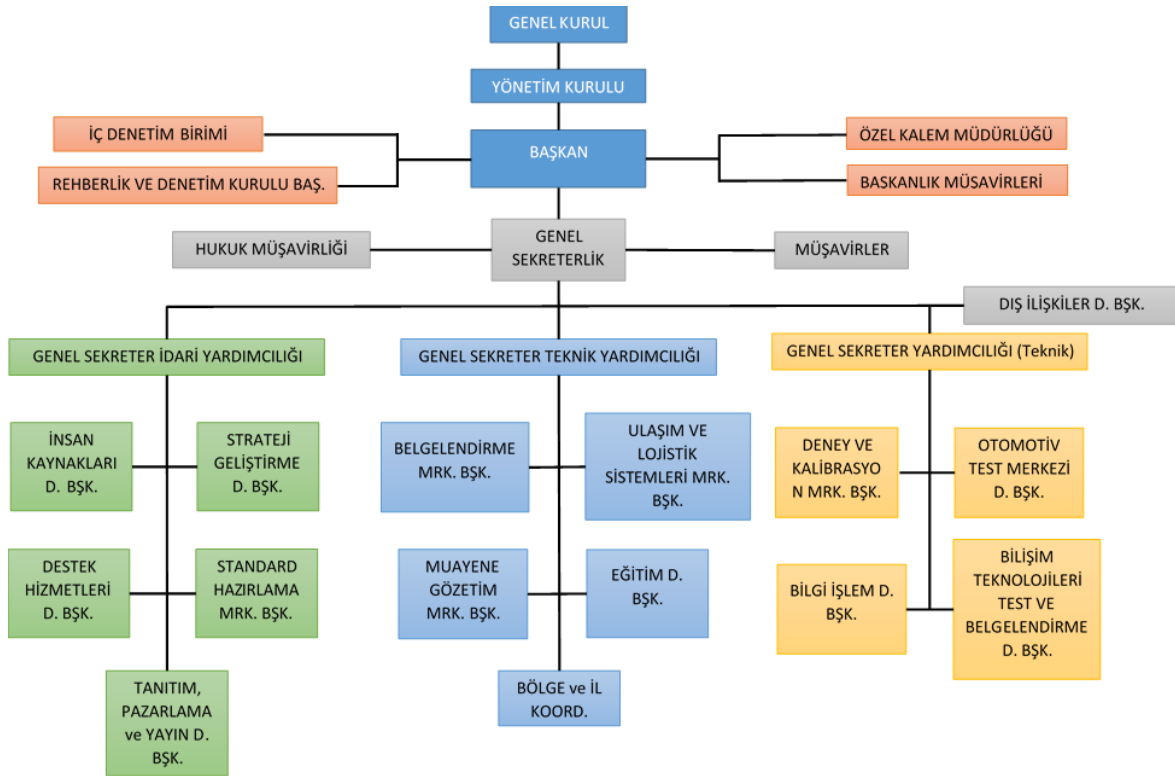 GENEL KURUL
YÖNETİM KURULU
BAŞKAN
İÇ DENETİM BİRİMİ
REHBERLİK VE DENETİM KURULU BAŞ.
ÖZEL KALEM MÜDÜRLÜĞÜ
BASKANLIK MÜSAVİRLERİ
HUKUK MÜŞAVİRLİĞİ
GENEL
SEKRETERLİK
MÜŞAVİRLER
DIŞ İLİŞKİLER D. BŞK.
GENEL SEKRETER İDARİ YARDIMCILIĞI
İNSAN
KAYNAKLARI
D. BŞK.
STRATEJİ
GELİŞTİRME
D. BŞK.
DESTEK
HİZMETLERİ
D. BŞK.
STANDARD
HAZIRLAMA
MRK. BŞK.
TANITIM,
PAZARLAMA
ve YAYIN D.
BŞK.
GENEL SEKRETER TEKNİK YARDIMCILIĞI
BELGELENDİRME
MRK. BŞK.
ULAŞIM VE
LOJİSTİK
SİSTEMLERİ MRK.
BŞK.
MUAYENE
GÖZETİM
MRK. BŞK.
EĞİTİM D.
BŞK.
BÖLGE ve İL
KOORD.
GENEL SEKRETER YARDIMCILIĞI (Teknik)
DENEY VE
KALİBRASYO
N MRK. BŞK.
OTOMOTİV
TEST MERKEZİ
D. BŞK.
BİLGİ İŞLEM D.
BŞK.
BİLİŞİM
TEKNOLOJİLERİ
TEST VE
BELGELENDİRME
D. BŞK.